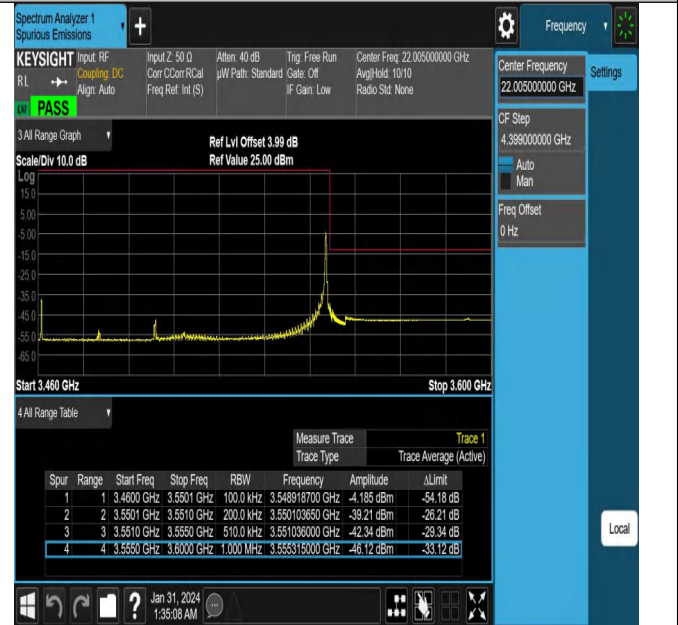 Spectrum Analyzer 1
Spurious Emissions
+
Frequency
KEYSIGHT Input: RF
RL
Coupling: DC
Align: Auto
Input Z: 50 Ω
Corr CCorr RCal
Freq Ref: Int (S)
Atten: 40 dB
µW Path: Standard
Trig: Free Run
Gate: Off
IF Gain: Low
Center Freq: 22.005000000 GHz
Avg|Hold: 10/10
Radio Std: None
LXI PASS
Center Frequency
22.005000000 GHz
Settings
CF Step
4.399000000 GHz
Auto
Man
Freq Offset
0 Hz
3 All Range Graph
Ref Lvl Offset 3.99 dB
Scale/Div 10.0 dB
Ref Value 25.00 dBm
Log
15.0
5.00
-5.00
-15.0
-25.0
-35.0
-45.0
-55.0
-65.0
Start 3.460 GHz
Stop 3.600 GHz
4 All Range Table
Measure Trace Trace 1
Trace Type Trace Average (Active)
Spur Range Start Freq Stop Freq RBW Frequency Amplitude ΔLimit
1 1 3.4600 GHz 3.5501 GHz 100.0 kHz 3.548918700 GHz -4.185 dBm -54.18 dB
2 2 3.5501 GHz 3.5510 GHz 200.0 kHz 3.550103650 GHz -39.21 dBm -26.21 dB
3 3 3.5510 GHz 3.5550 GHz 510.0 kHz 3.551036000 GHz -42.34 dBm -29.34 dB
4 4 3.5550 GHz 3.6000 GHz 1.000 MHz 3.555315000 GHz -46.12 dBm -33.12 dB
Local
?
Jan 31, 2024
1:35:08 AM